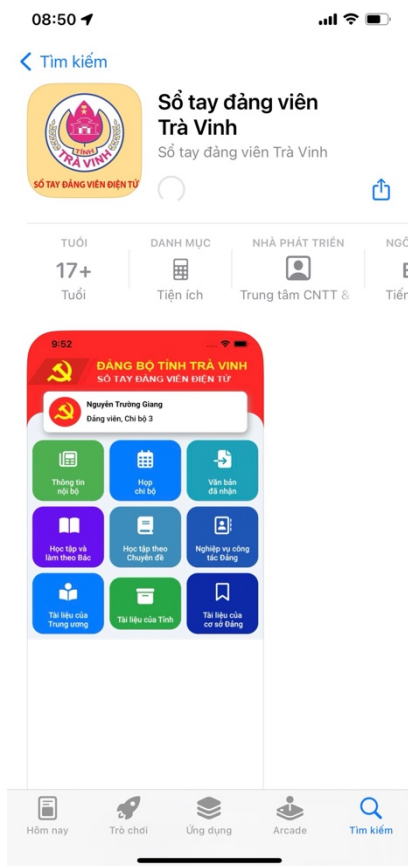 08:50
Tìm kiếm
TỈNH
TRÀ VINH
SỔ TAY ĐẢNG VIÊN ĐIỆN TỬ
Sổ tay đảng viên
Trà Vinh
Sổ tay đảng viên Trà Vinh
TUỔI
17+
Tuổi
DANH MỤC
Tiện ích
NHÀ PHÁT TRIỂN
Trung tâm CNTT &
NGÔ
E
Tiến
9:52
ĐẢNG BỘ TỈNH TRÀ VINH
SỔ TAY ĐẢNG VIÊN ĐIỆN TỬ
Nguyễn Trường Giang
Đảng viên, Chi bộ 3
Thông tin
nội bộ
Họp
chi bộ
Văn bản
đã nhận
Học tập và
làm theo Bác
Học tập theo
Chuyên đề
Nghiệp vụ công
tác Đảng
Tài liệu của
Trung ương
Tài liệu của Tỉnh
Tài liệu của
cơ sở Đảng
Hôm nay
Trò chơi
Ứng dụng
Arcade
Tìm kiếm